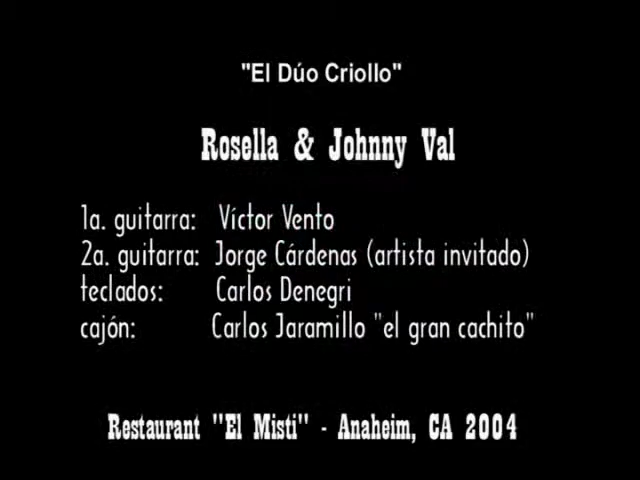 "El Dúo Criollo"
Rosella & Johnny Val
1a. guitarra: Víctor Vento
2a. guitarra: Jorge Cárdenas (artista invitado)
teclados: Carlos Denegri
cajón: Carlos Jaramillo "el gran cachito"
Restaurant "El Misti" - Anaheim, CA 2004